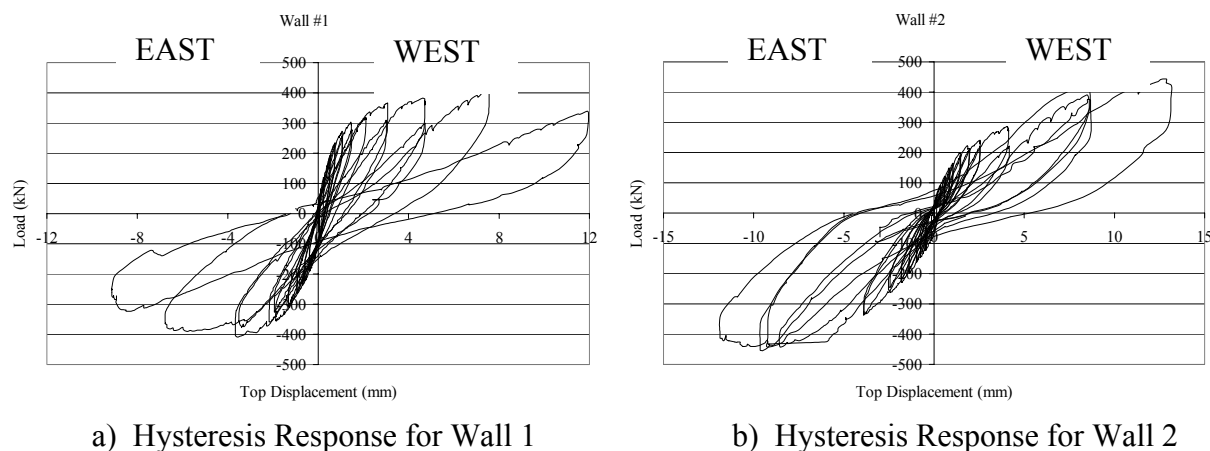 Wall #1
EAST WEST
500
400
300
200
100
0
-100
-200
-300
-400
-500
-12 -8 -4 0 4 8 12
Load (kN)
Top Displacement (mm)
a) Hysteresis Response for Wall 1
Wall #2
EAST WEST
500
400
300
200
100
0
-100
-200
-300
-400
-500
-15 -10 -5 0 5 10 15
Load (kN)
Top Displacement (mm)
b) Hysteresis Response for Wall 2